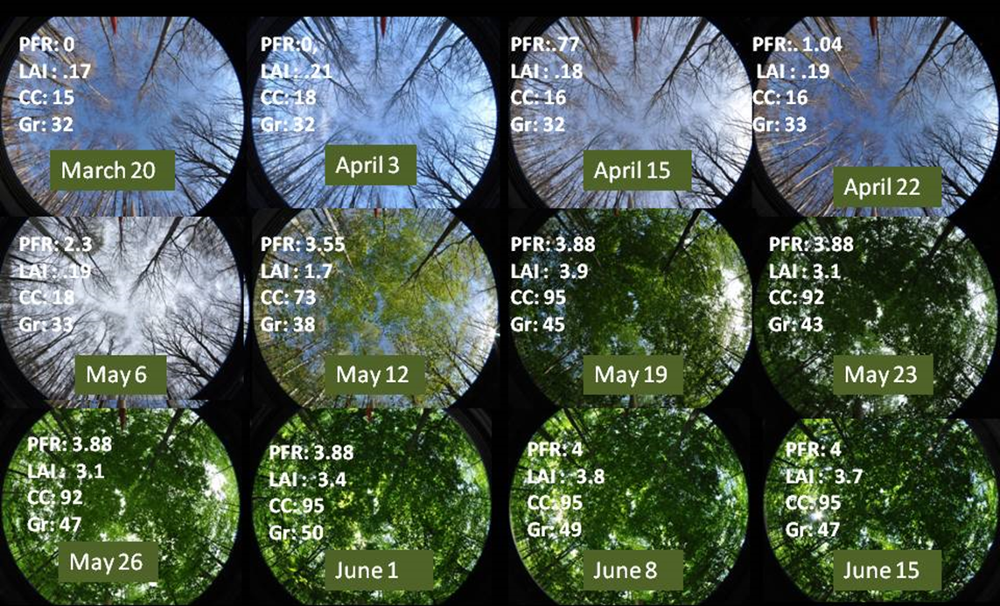 PFR: 0
LAI : .17
CC: 15
Gr: 32
March 20
PFR:0,
LAI: .21
CC: 18
Gr: 32
April 3
PFR:.77
LAI : .18
CC: 16
Gr: 32
April 15
PFR:. 1.04
LAI : .19
CC: 16
Gr: 33
April 22
PFR: 2.3
LAI : .19
CC: 18
Gr: 33
May 6
PFR: 3.55
LAI : 1.7
CC: 73
Gr: 38
May 12
PFR: 3.88
LAI : 3.9
CC: 95
Gr: 45
May 19
PFR: 3.88
LAI : 3.1
CC: 92
Gr: 43
May 23
PFR: 3.88
LAI : 3.1
CC: 92
Gr: 47
May 26
PFR: 3.88
LAI : 3.4
CC: 95
Gr: 50
June 1
PFR: 4
LAI : 3.8
CC: 95
Gr: 49
June 8
PFR: 4
LAI : 3.7
CC: 95
Gr: 47
June 15